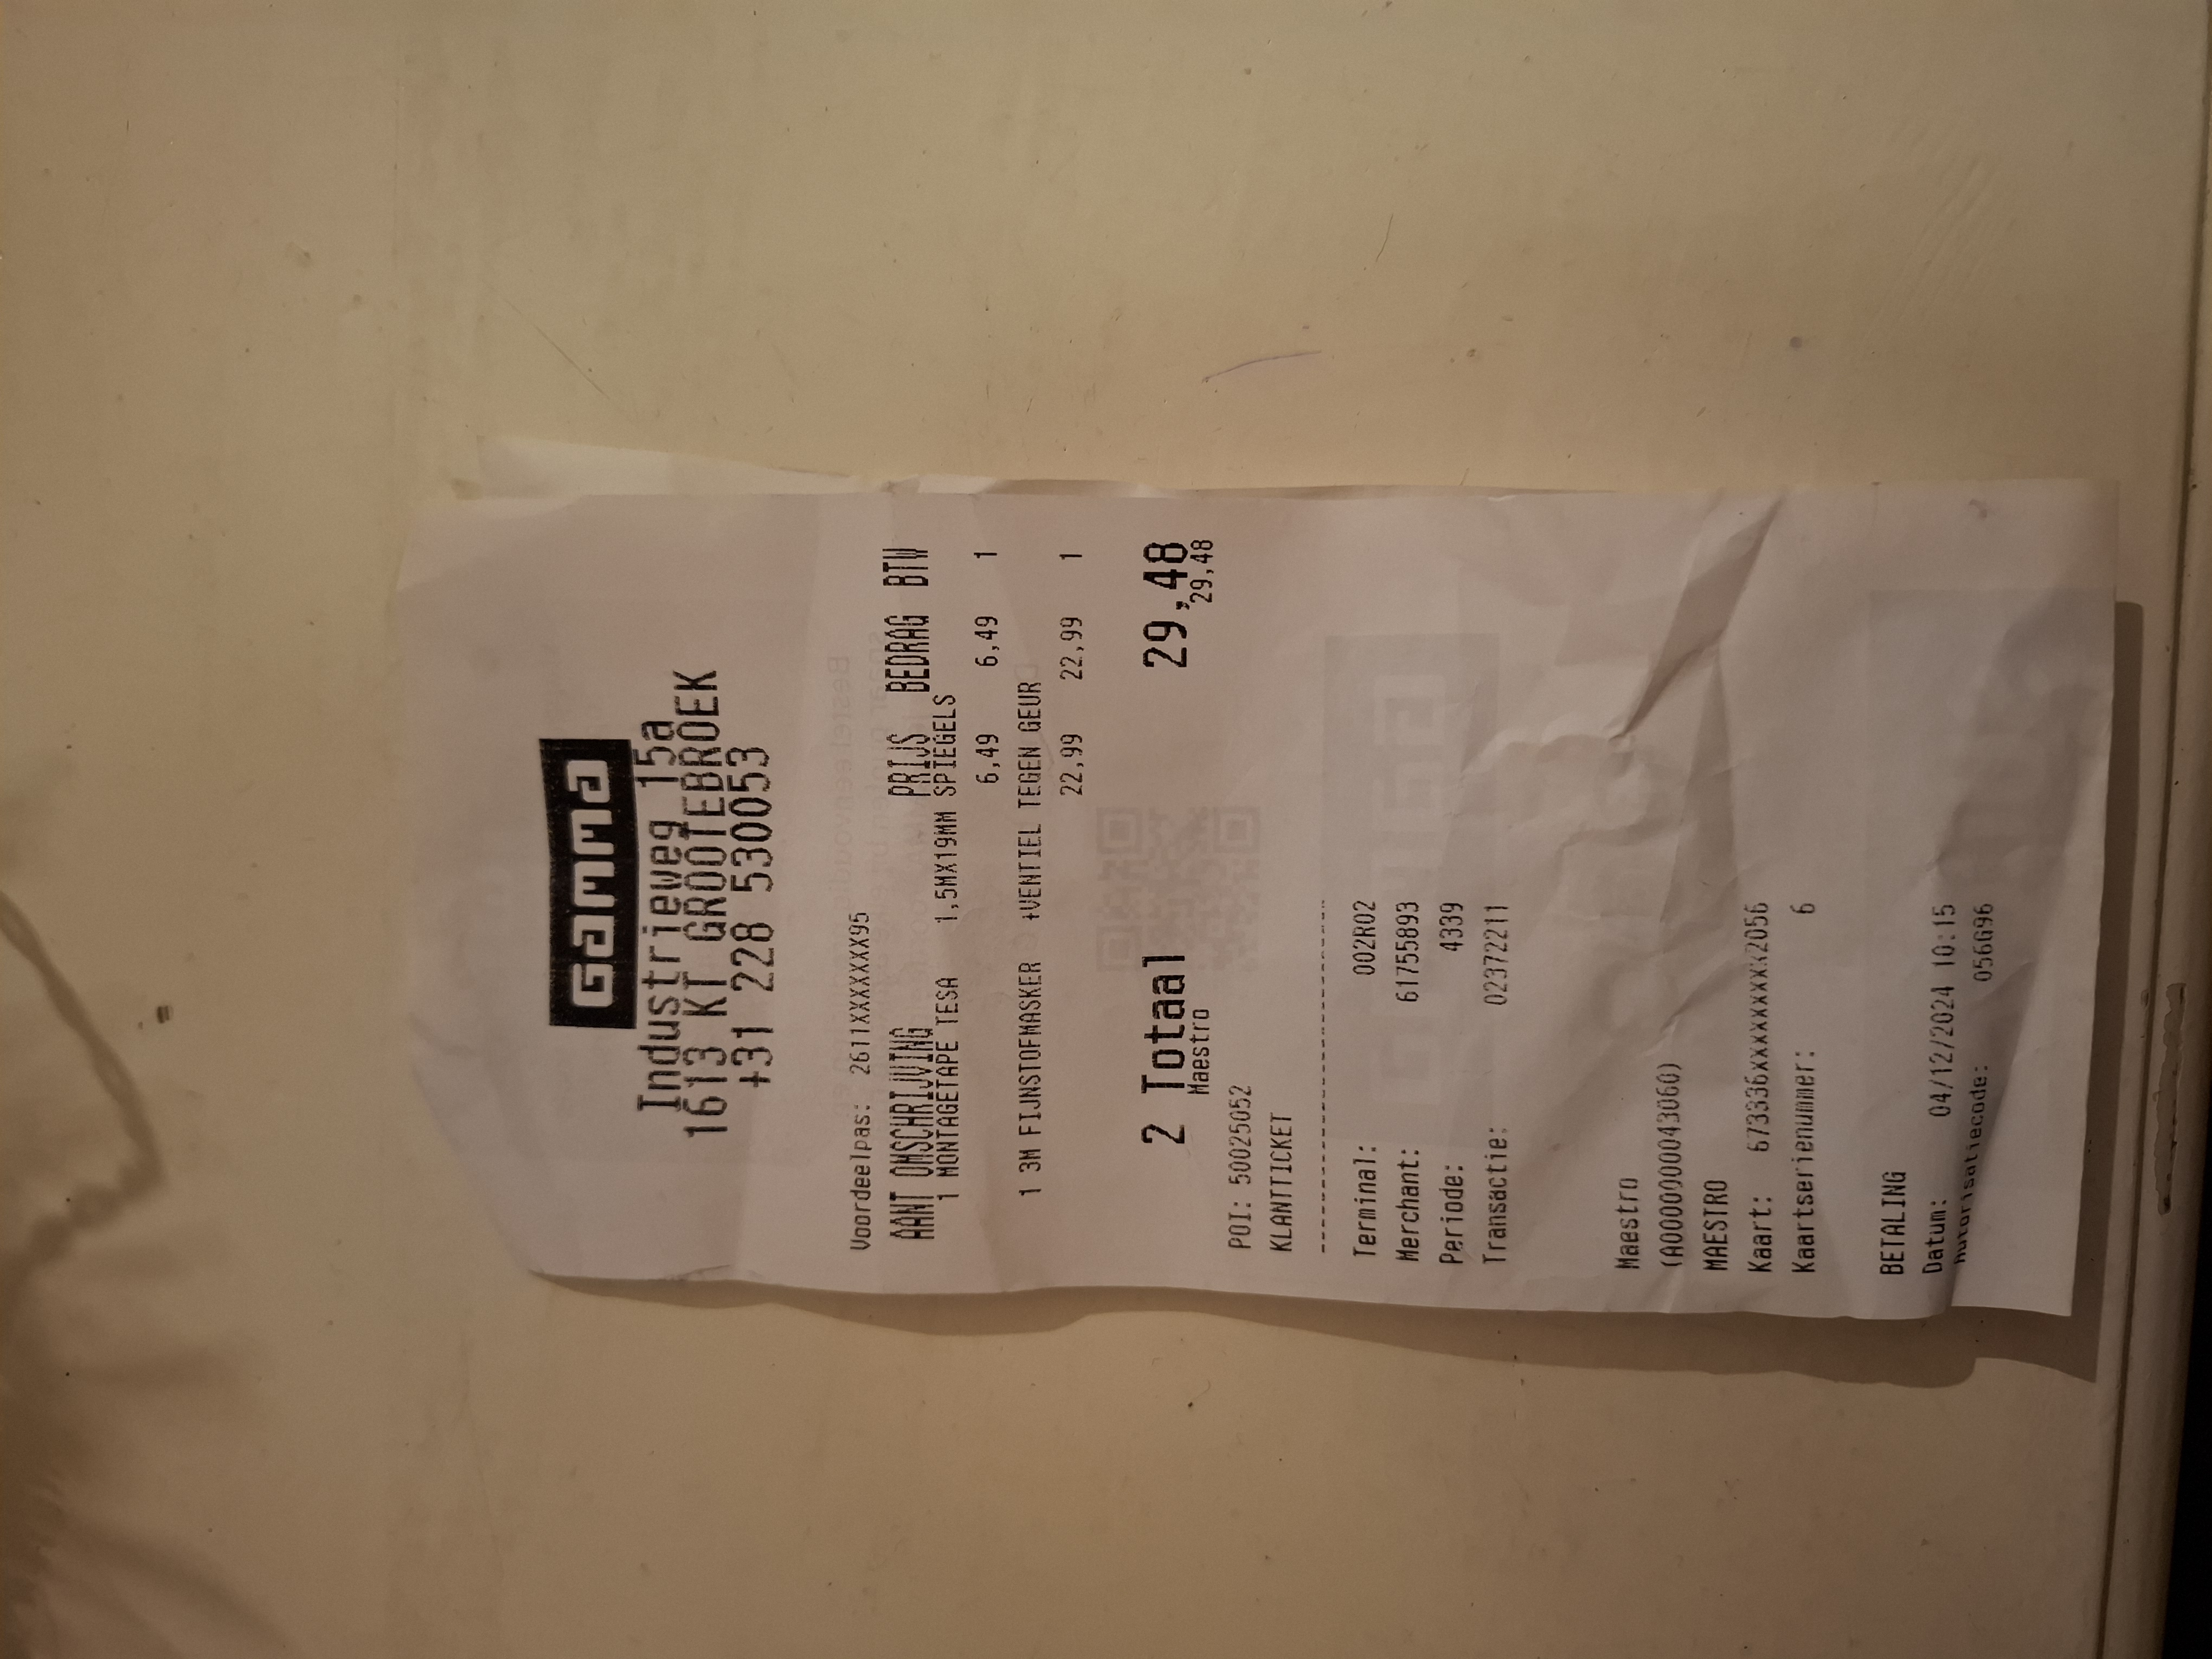 GAMMA
Industrieweg 15a
1613 KT GROOTEBROEK
+31 228 530053
Voordeelpas: 2611XXXXXXX95
AANT OMSCHRIJVING PRIJS BEDRAG BTW
1 MONTAGETAPE TESA 1,5MX19MM SPIEGELS
6,49 6,49 1
1 3M FIJNSTOFMASKER +VENTIEL TEGEN GEUR
22,99 22,99 1
2 Totaal 29,48
Maestro 29,48
POI: 50025052
KLANTTICKET
----------------------------
Terminal: 002R02
Merchant: 61755893
Periode: 4339
Transactie: 02372211
Maestro
(A0000000043060)
MAESTRO
Kaart: 673336xxxxxxxxx2056
Kaartserienummer: 6
BETALING
Datum: 04/12/2024 10:15
Autorisatiecode: 056G96